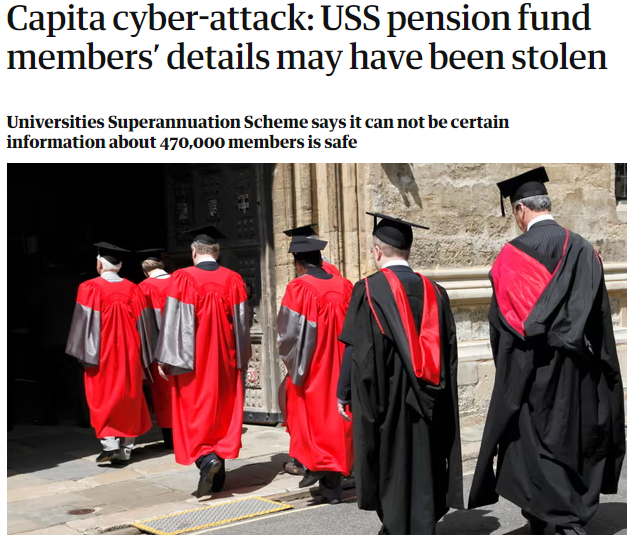 Capita cyber-attack: USS pension fund
members’ details may have been stolen
Universities Superannuation Scheme says it can not be certain
information about 470,000 members is safe